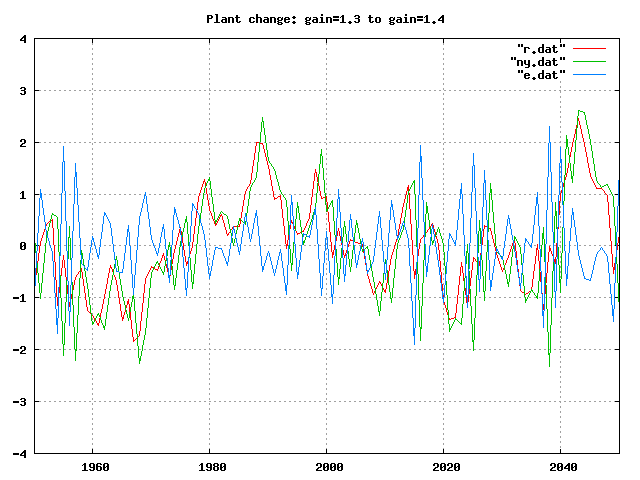 Plant change: gain=1.3 to gain=1.4
4
"r.dat"
"ny.dat"
3
"e.dat"
2
1
0
-1
-2
-3
-4
1960 1980 2000 2020 2040